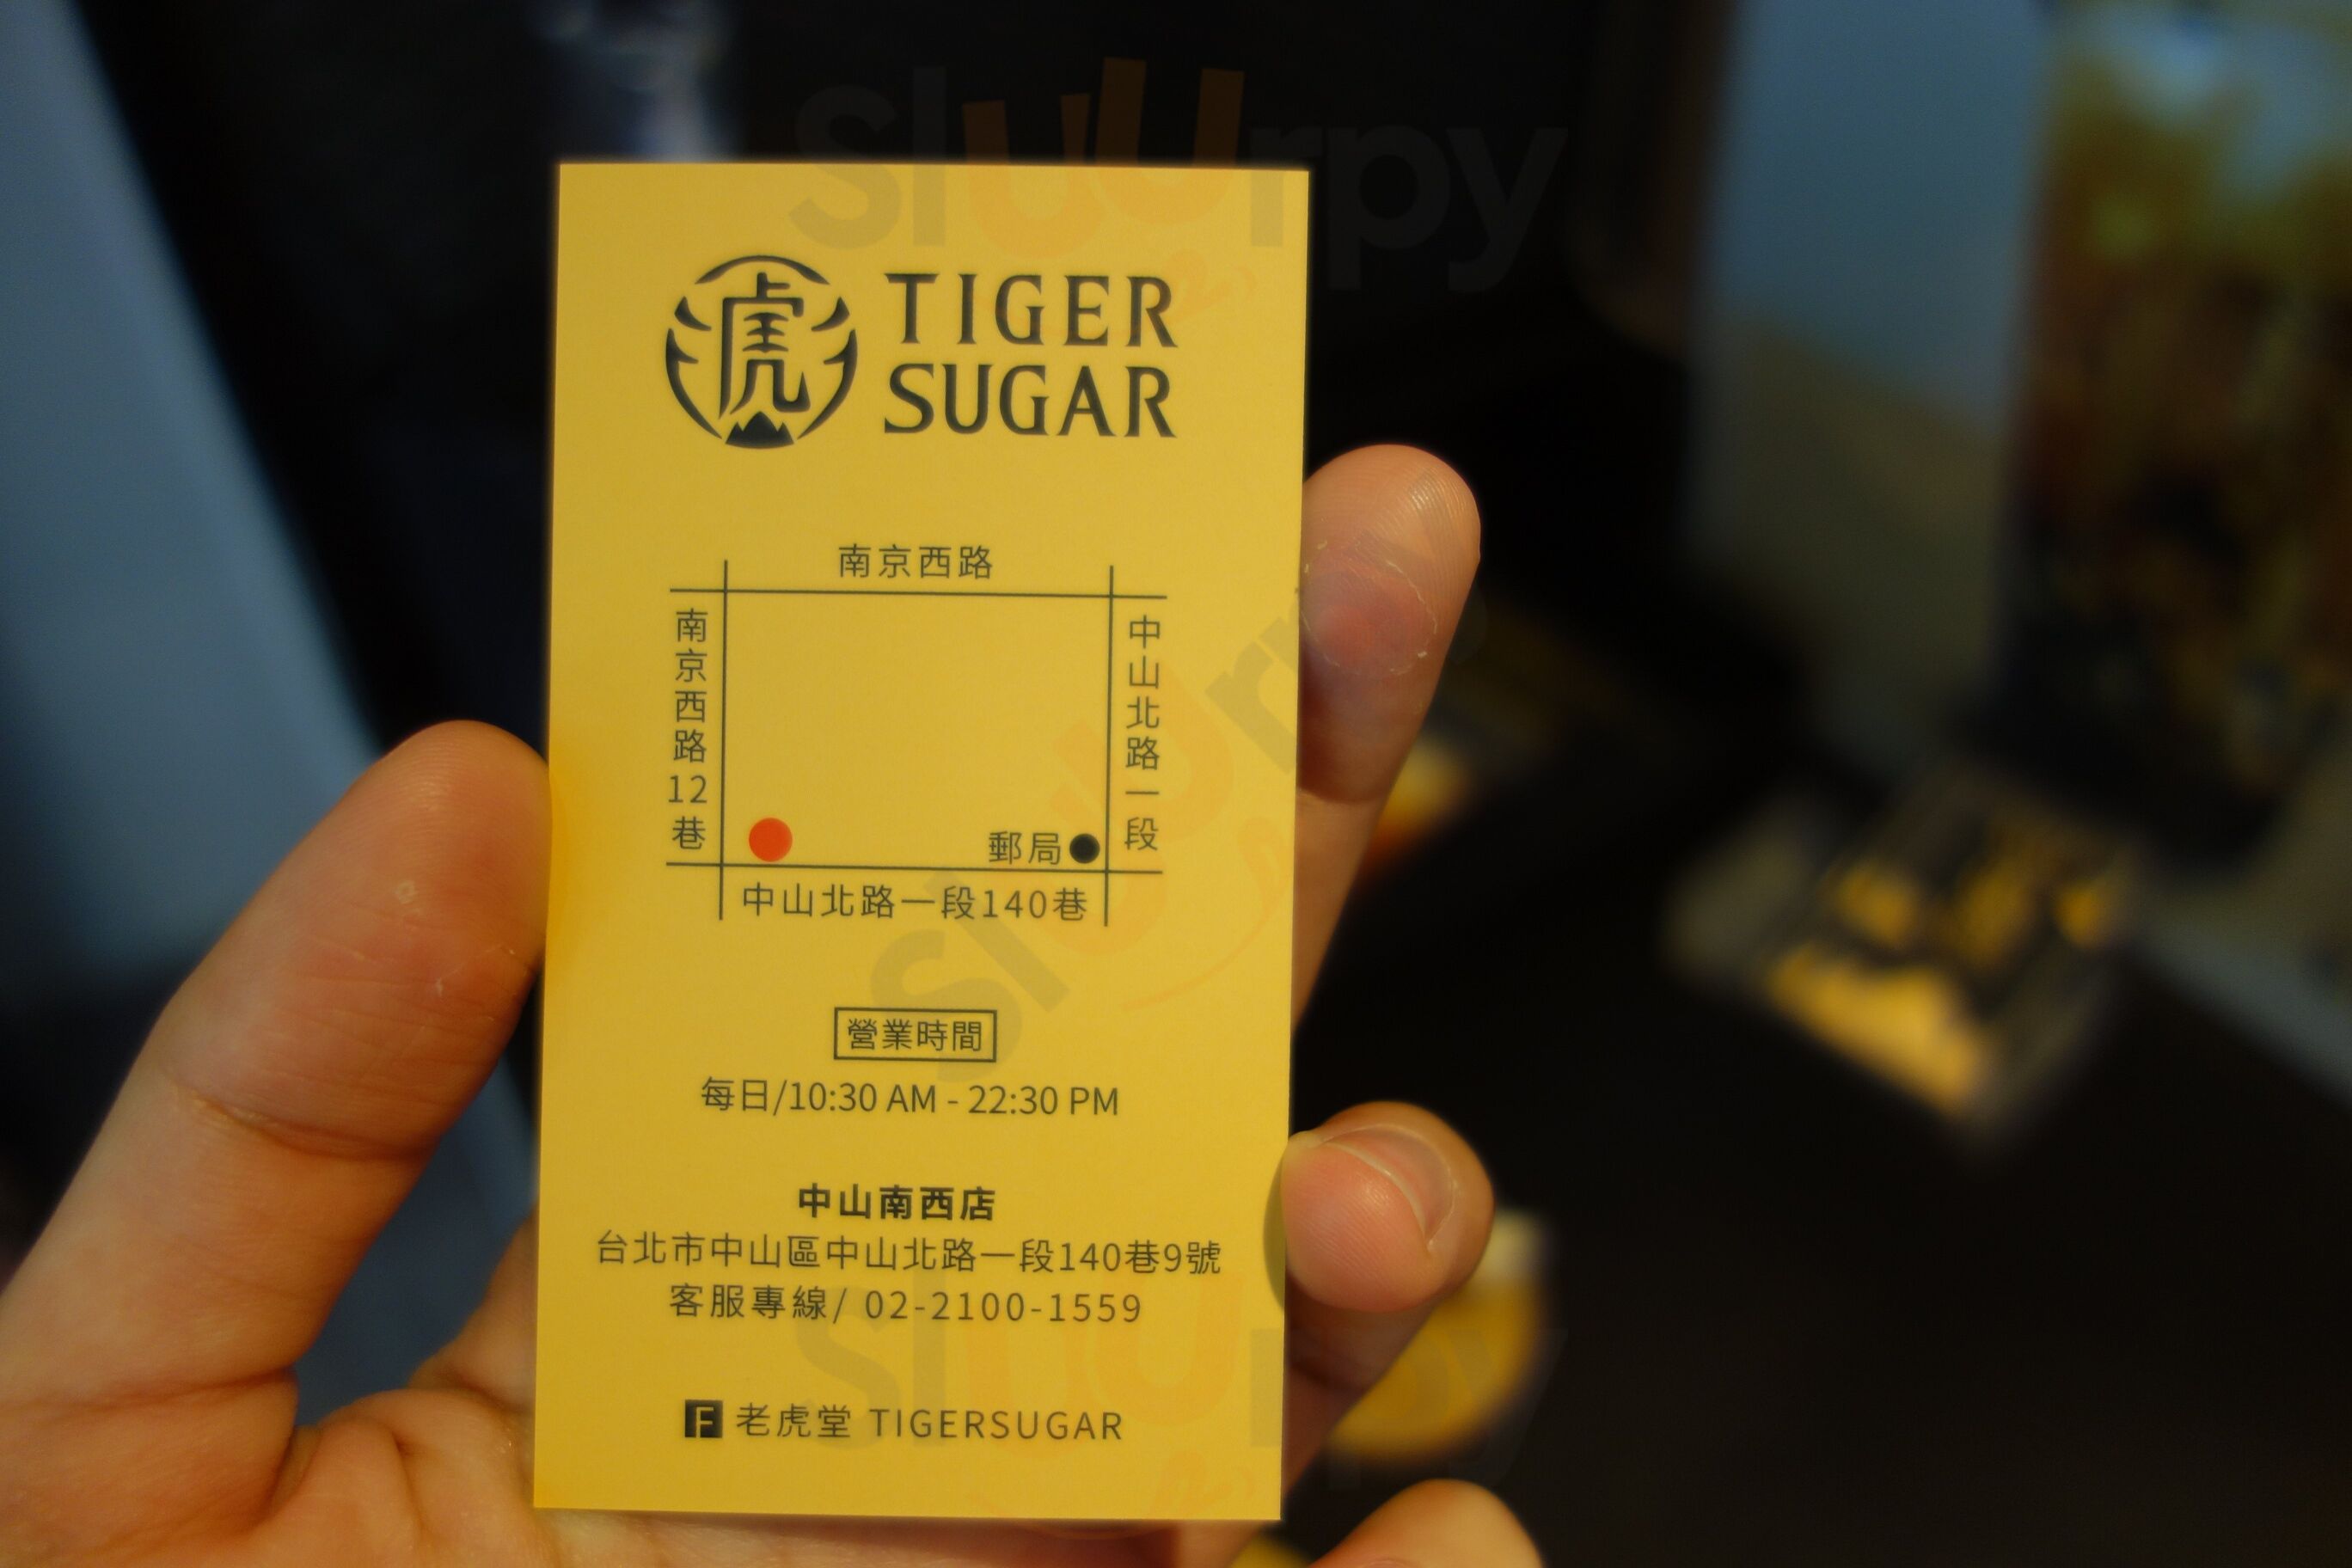 sluurpy
虎
TIGER
SUGAR
南京西路
南京西路12巷
中山北路一段
郵局
中山北路一段140巷
營業時間
每日/10:30 AM - 22:30 PM
中山南西店
台北市中山區中山北路一段140巷9號
客服專線/ 02-2100-1559
F 老虎堂 TIGERSUGAR
sluurpy
sluurpy